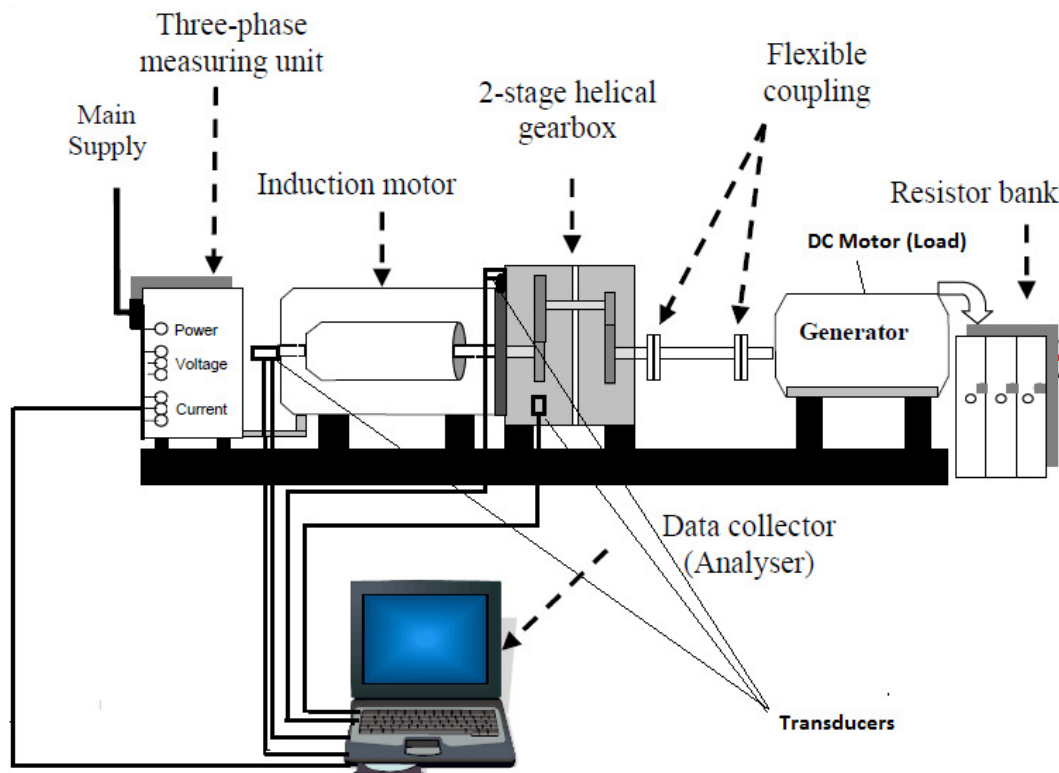 Three-phase
measuring unit
Main
Supply
Induction motor
2-stage helical
gearbox
Flexible
coupling
Resistor bank
DC Motor (Load)
Generator
Power
Voltage
Current
Data collector
(Analyser)
Transducers